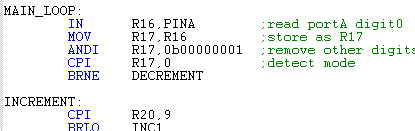 MAIN_LOOP:
IN R16,PINA ;read portA digit0
MOV R17,R16 ;store as R17
ANDI R17,0b00000001 ;remove other digits
CPI R17,0 ;detect mode
BRNE DECREMENT
INCREMENT:
CPI R20,9
BRLO INC1